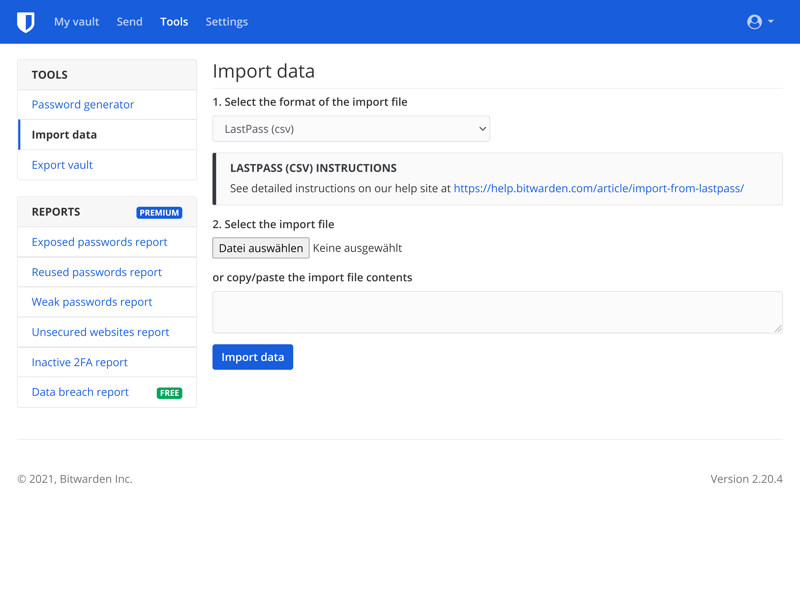 My vault Send Tools Settings
TOOLS
Password generator
Import data
Export vault
REPORTS PREMIUM
Exposed passwords report
Reused passwords report
Weak passwords report
Unsecured websites report
Inactive 2FA report
Data breach report FREE
Import data
1. Select the format of the import file
LastPass (csv)
LASTPASS (CSV) INSTRUCTIONS
See detailed instructions on our help site at https://help.bitwarden.com/article/import-from-lastpass/
2. Select the import file
Datei auswählen Keine ausgewählt
or copy/paste the import file contents
Import data
© 2021, Bitwarden Inc. Version 2.20.4